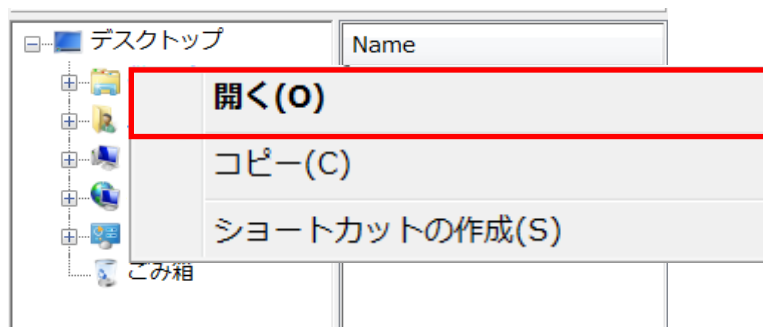 デスクトップ
Name
開く(O)
コピー(C)
ショートカットの作成(S)
ごみ箱